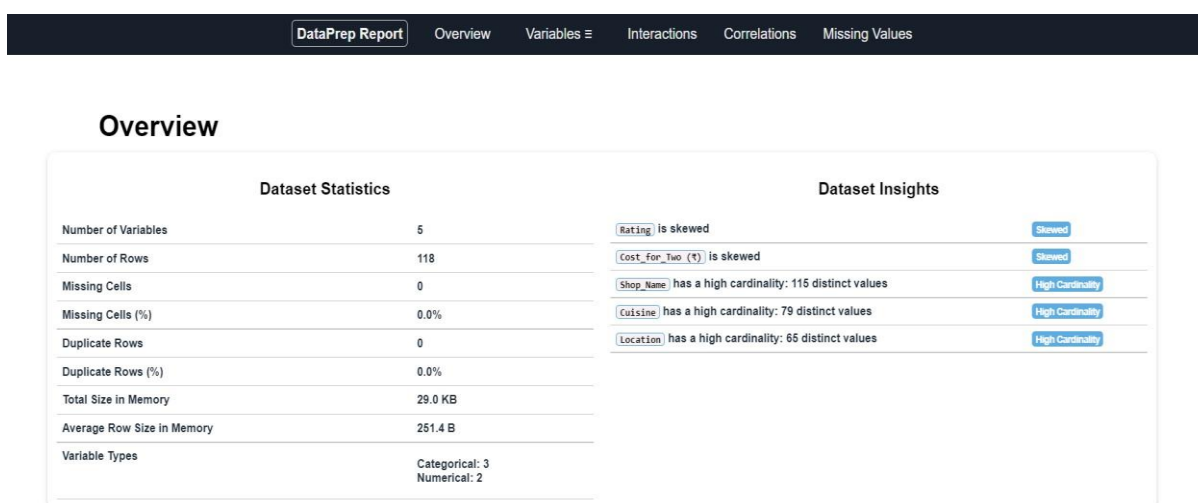 DataPrep Report Overview Variables ≡ Interactions Correlations Missing Values
Overview
Dataset Statistics
Number of Variables 5
Number of Rows 118
Missing Cells 0
Missing Cells (%) 0.0%
Duplicate Rows 0
Duplicate Rows (%) 0.0%
Total Size in Memory 29.0 KB
Average Row Size in Memory 251.4 B
Variable Types Categorical: 3
Numerical: 2
Dataset Insights
Rating is skewed Skewed
Cost_for_Two (₹) is skewed Skewed
Shop_Name has a high cardinality: 115 distinct values High Cardinality
Cuisine has a high cardinality: 79 distinct values High Cardinality
Location has a high cardinality: 65 distinct values High Cardinality